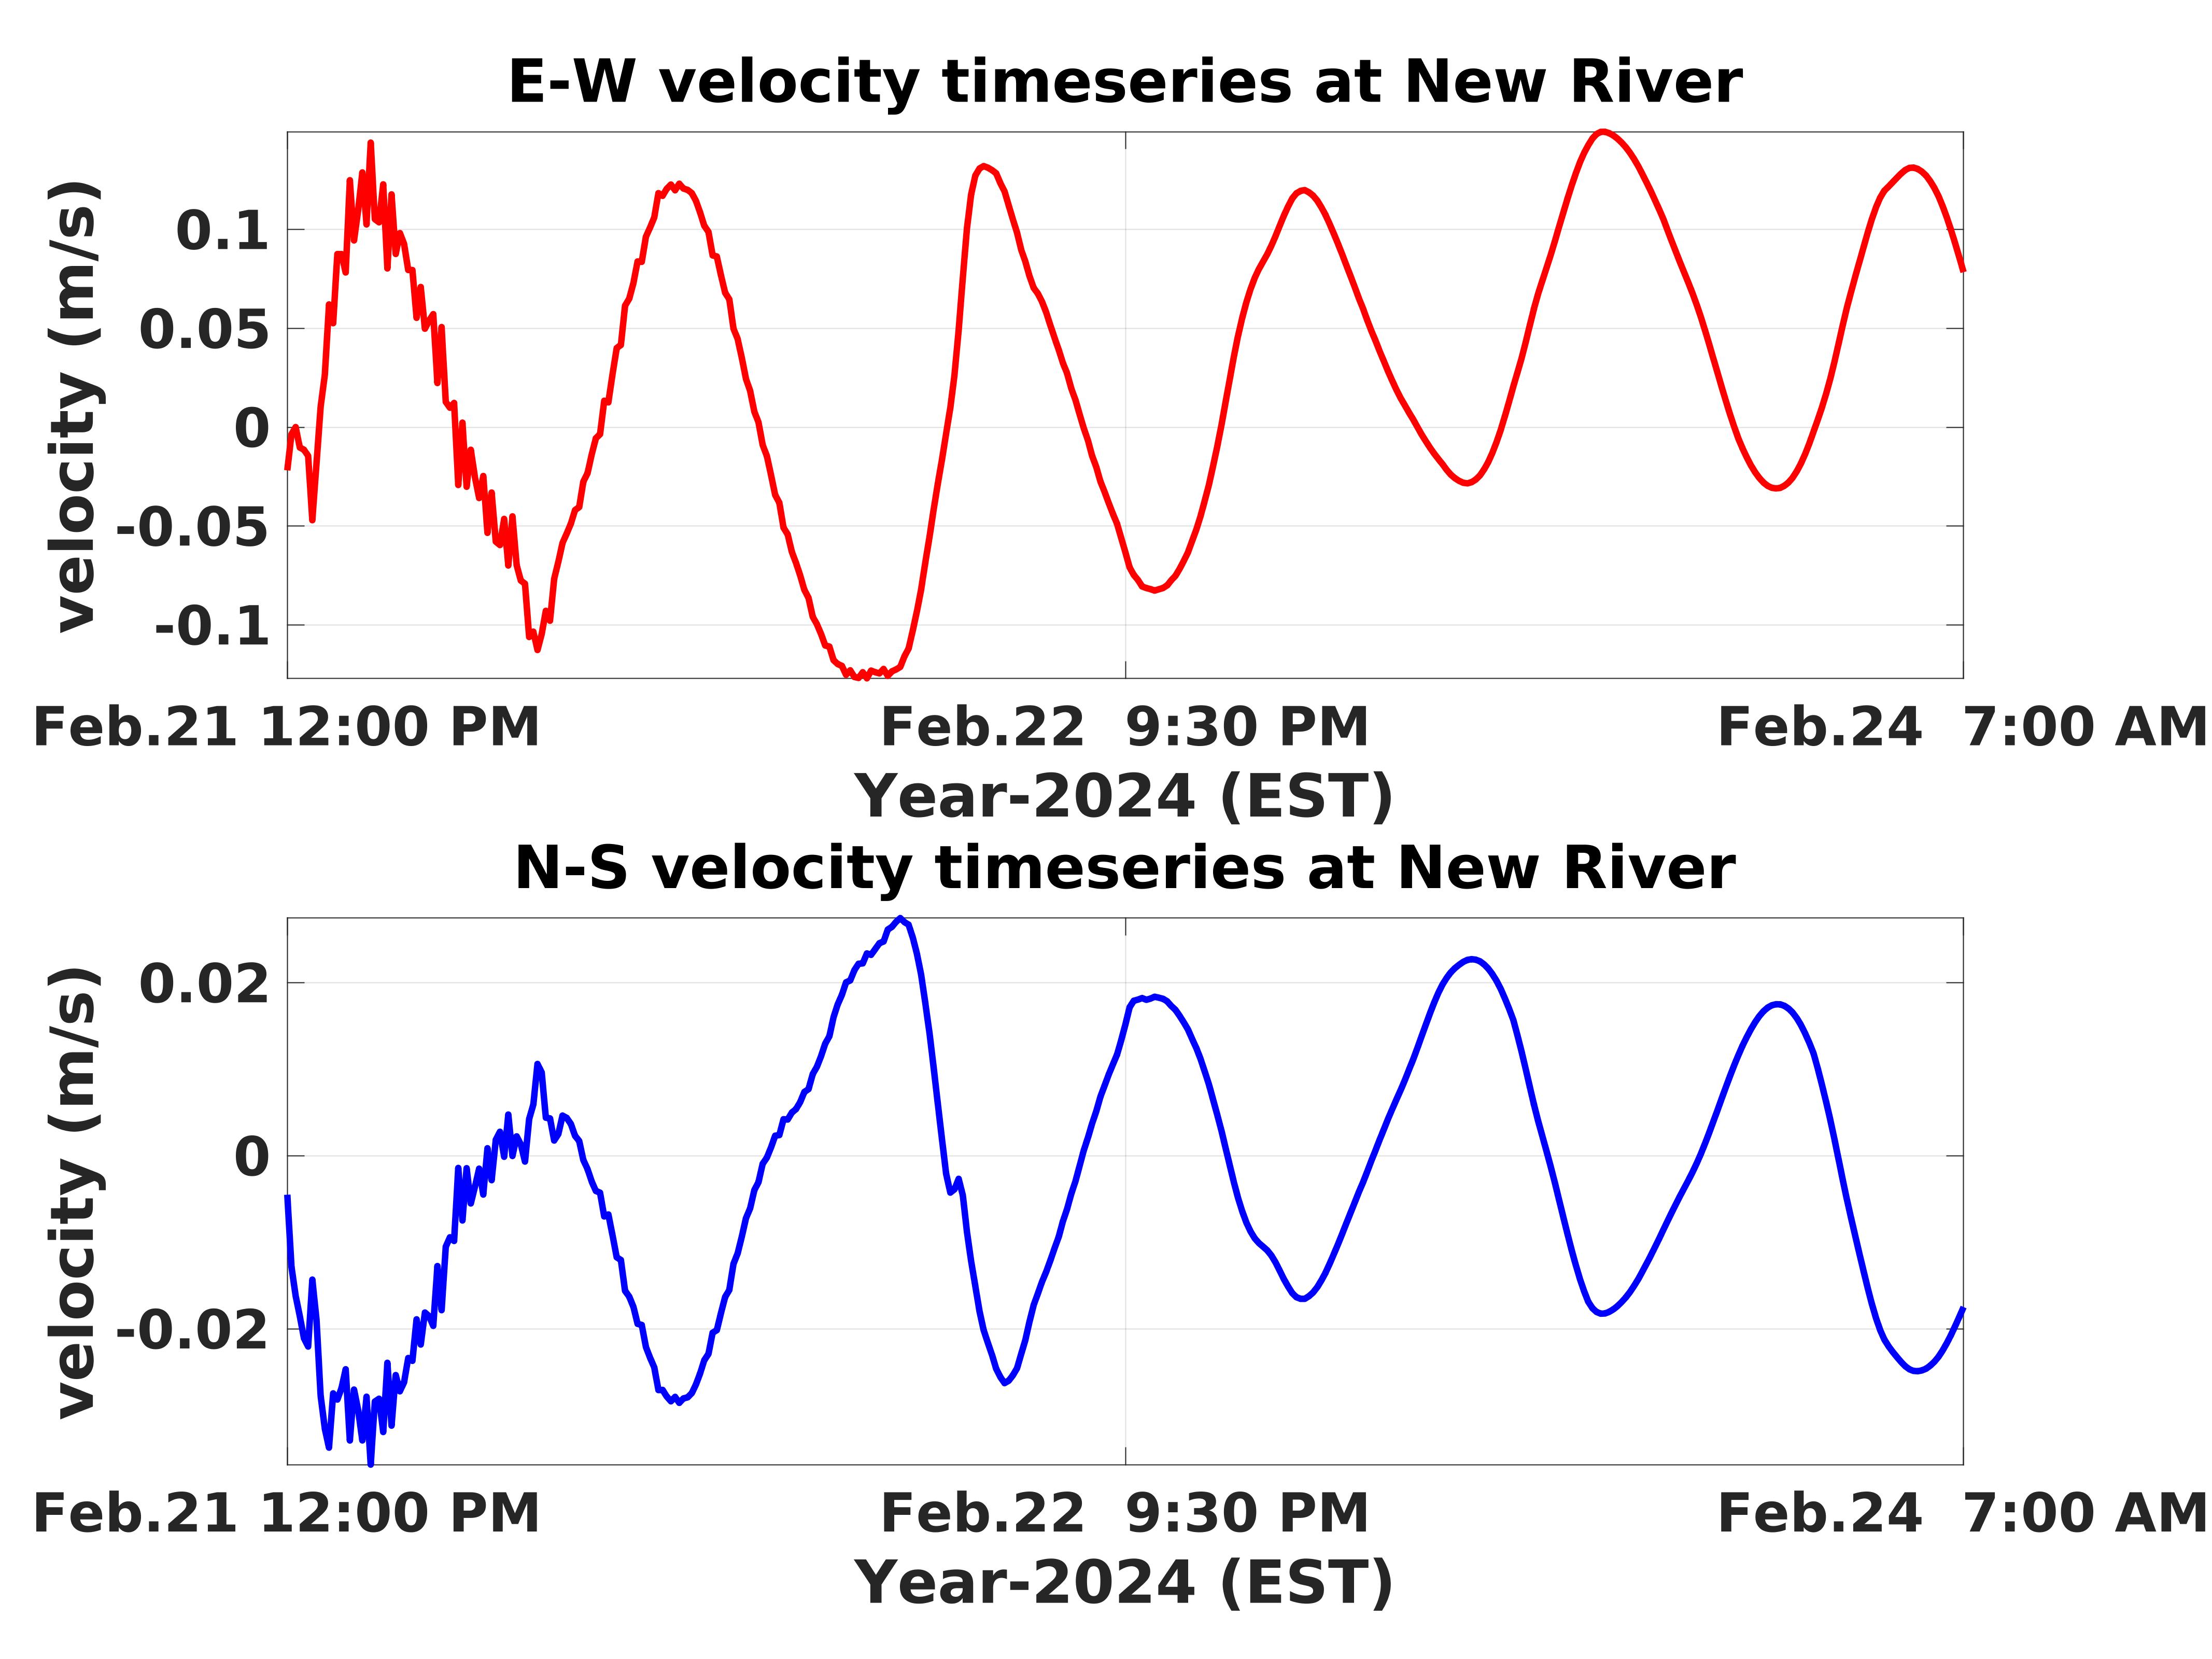 E-W velocity timeseries at New River
velocity (m/s)
0.1
0.05
0
-0.05
-0.1
Feb.21 12:00 PM
Feb.22 9:30 PM
Feb.24 7:00 AM
Year-2024 (EST)
N-S velocity timeseries at New River
velocity (m/s)
0.02
0
-0.02
Feb.21 12:00 PM
Feb.22 9:30 PM
Feb.24 7:00 AM
Year-2024 (EST)